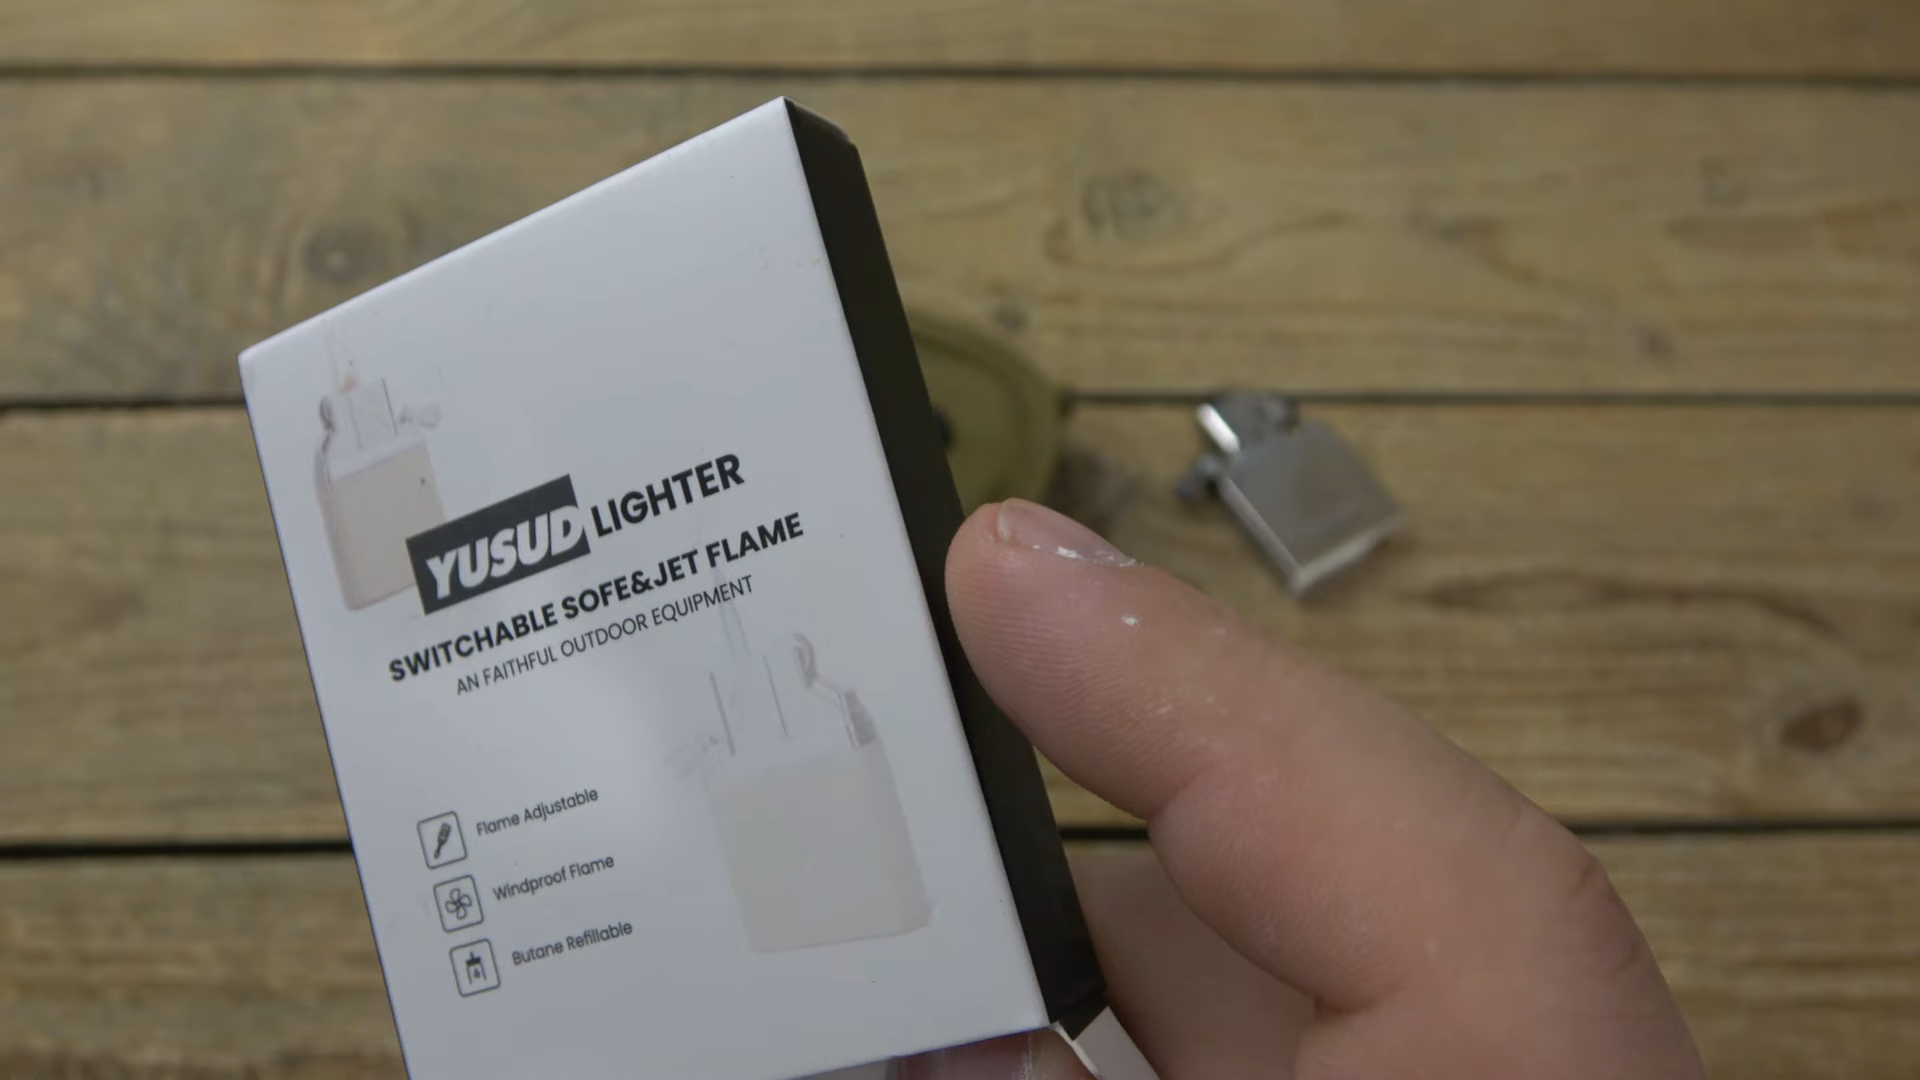 YUSUD LIGHTER
SWITCHABLE SOFE&JET FLAME
AN FAITHFUL OUTDOOR EQUIPMENT
Flame Adjustable
Windproof Flame
Butane Refillable